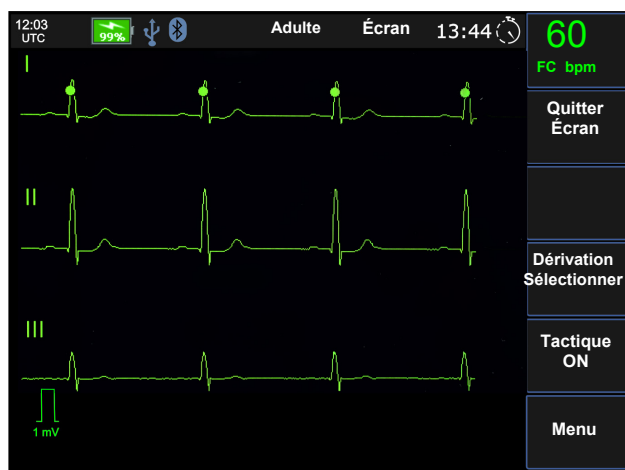 12:03
UTC
99%
Adulte
Écran
13:44
60
FC bpm
I
Quitter
Écran
II
Dérivation
Sélectionner
III
Tactique
ON
1 mV
Menu